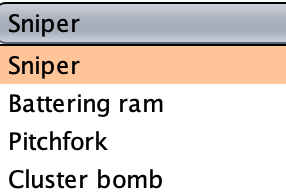 Sniper
Sniper
Battering ram
Pitchfork
Cluster bomb